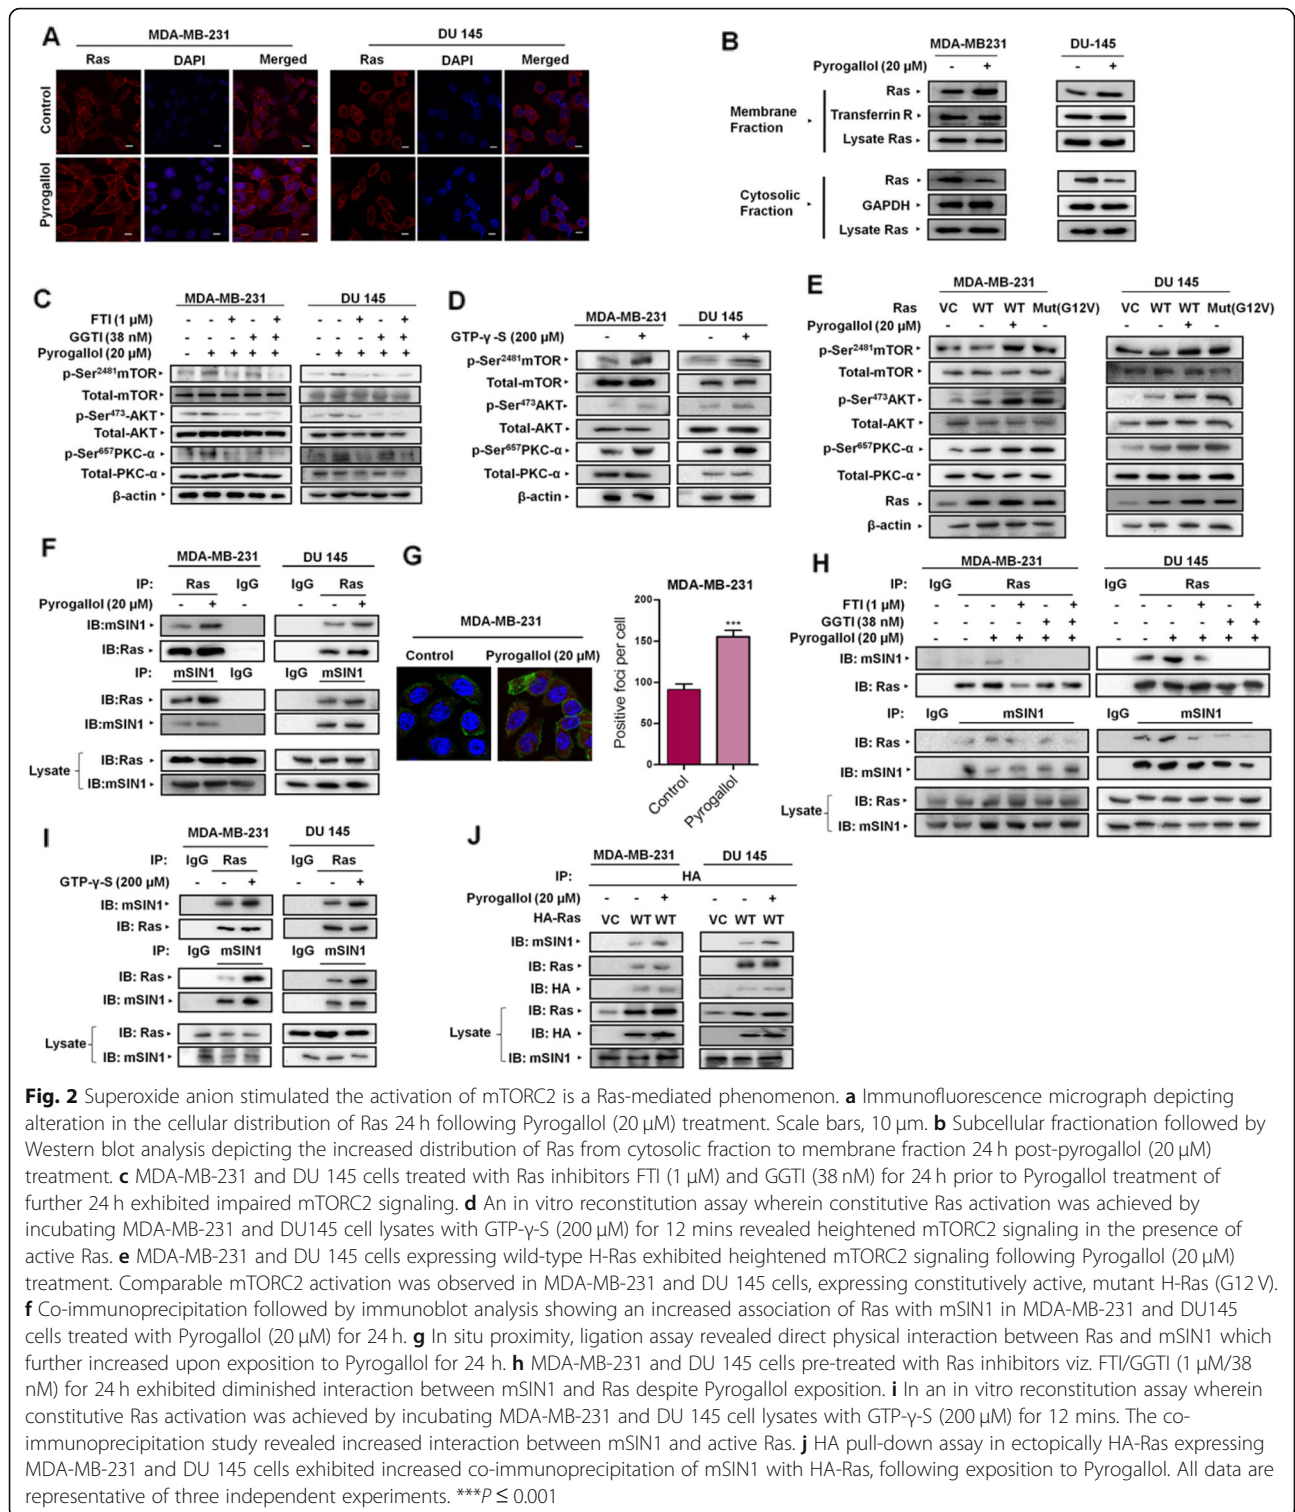 A
MDA-MB-231 DU 145
Ras DAPI Merged Ras DAPI Merged
Control
Pyrogallol
B
MDA-MB231 DU-145
Pyrogallol (20 µM) - + - +
Ras
Membrane Fraction
Transferrin R
Lysate Ras
Ras
Cytosolic Fraction
GAPDH
Lysate Ras
C
MDA-MB-231 DU 145
FTI (1 µM) - - + - + - - + - +
GGTI (38 nM) - - - + + - - - + +
Pyrogallol (20 µM) - + + + + - + + + +
p-Ser2481mTOR
Total-mTOR
p-Ser473-AKT
Total-AKT
p-Ser657PKC-α
Total-PKC-α
β-actin
D
MDA-MB-231 DU 145
GTP-γ-S (200 µM) - + - +
p-Ser2481mTOR
Total-mTOR
p-Ser473AKT
Total-AKT
p-Ser657PKC-α
Total-PKC-α
β-actin
E
MDA-MB-231 DU 145
Ras VC WT WT Mut(G12V) VC WT WT Mut(G12V)
Pyrogallol (20 µM) - - + - - - + -
p-Ser2481mTOR
Total-mTOR
p-Ser473AKT
Total-AKT
p-Ser657PKC-α
Total-PKC-α
Ras
β-actin
F
MDA-MB-231 DU 145
IP: Ras IgG IgG Ras
Pyrogallol (20 µM) - + - - - +
IB:mSIN1
IB:Ras
IP: mSIN1 IgG IgG mSIN1
IB:Ras
IB:mSIN1
Lysate
IB:Ras
IB:mSIN1
G
MDA-MB-231
Control Pyrogallol (20 µM)
MDA-MB-231
Positive foci per cell
200
150
100
50
0
***
Control
Pyrogallol
H
MDA-MB-231 DU 145
IP: IgG Ras IgG Ras
FTI (1 µM) - - - + - + - - - + - +
GGTI (38 nM) - - - - + + - - - - + +
Pyrogallol (20 µM) - - + + + + - - + + + +
IB: mSIN1
IB: Ras
IP: IgG mSIN1 IgG mSIN1
IB: Ras
IB: mSIN1
Lysate
IB: Ras
IB: mSIN1
I
MDA-MB-231 DU 145
IP: IgG Ras IgG Ras
GTP-γ-S (200 µM) - - + - - +
IB: mSIN1
IB: Ras
IP: IgG mSIN1 IgG mSIN1
IB: Ras
IB: mSIN1
Lysate
IB: Ras
IB: mSIN1
J
MDA-MB-231 DU 145
IP: HA
Pyrogallol (20 µM) - - + - - +
HA-Ras VC WT WT VC WT WT
IB: mSIN1
IB: Ras
IB: HA
Lysate
IB: Ras
IB: HA
IB: mSIN1
Fig. 2 Superoxide anion stimulated the activation of mTORC2 is a Ras-mediated phenomenon. a Immunofluorescence micrograph depicting
alteration in the cellular distribution of Ras 24 h following Pyrogallol (20 µM) treatment. Scale bars, 10 µm. b Subcellular fractionation followed by
Western blot analysis depicting the increased distribution of Ras from cytosolic fraction to membrane fraction 24 h post-pyrogallol (20 µM)
treatment. c MDA-MB-231 and DU 145 cells treated with Ras inhibitors FTI (1 µM) and GGTI (38 nM) for 24 h prior to Pyrogallol treatment of
further 24 h exhibited impaired mTORC2 signaling. d An in vitro reconstitution assay wherein constitutive Ras activation was achieved by
incubating MDA-MB-231 and DU145 cell lysates with GTP-γ-S (200 µM) for 12 mins revealed heightened mTORC2 signaling in the presence of
active Ras. e MDA-MB-231 and DU 145 cells expressing wild-type H-Ras exhibited heightened mTORC2 signaling following Pyrogallol (20 µM)
treatment. Comparable mTORC2 activation was observed in MDA-MB-231 and DU 145 cells, expressing constitutively active, mutant H-Ras (G12 V).
f Co-immunoprecipitation followed by immunoblot analysis showing an increased association of Ras with mSIN1 in MDA-MB-231 and DU145
cells treated with Pyrogallol (20 µM) for 24 h. g In situ proximity, ligation assay revealed direct physical interaction between Ras and mSIN1 which
further increased upon exposition to Pyrogallol for 24 h. h MDA-MB-231 and DU 145 cells pre-treated with Ras inhibitors viz. FTI/GGTI (1 µM/38
nM) for 24 h exhibited diminished interaction between mSIN1 and Ras despite Pyrogallol exposition. i In an in vitro reconstitution assay wherein
constitutive Ras activation was achieved by incubating MDA-MB-231 and DU 145 cell lysates with GTP-γ-S (200 µM) for 12 mins. The co-
immunoprecipitation study revealed increased interaction between mSIN1 and active Ras. j HA pull-down assay in ectopically HA-Ras expressing
MDA-MB-231 and DU 145 cells exhibited increased co-immunoprecipitation of mSIN1 with HA-Ras, following exposition to Pyrogallol. All data are
representative of three independent experiments. ***P ≤ 0.001